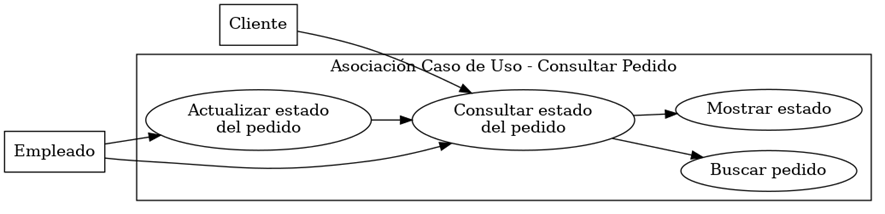 Cliente
Asociación Caso de Uso - Consultar Pedido
Actualizar estado
del pedido
Consultar estado
del pedido
Mostrar estado
Empleado
Buscar pedido